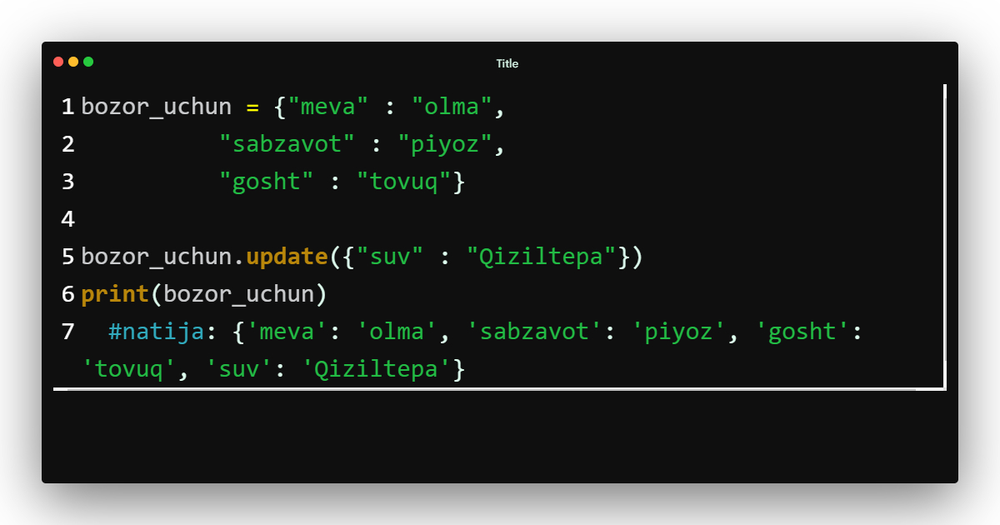 Title
1 bozor_uchun = {"meva" : "olma",
2 "sabzavot" : "piyoz",
3 "gosht" : "tovuq"}
4
5 bozor_uchun.update({"suv" : "Qiziltepa"})
6 print(bozor_uchun)
7 #natija: {'meva': 'olma', 'sabzavot': 'piyoz', 'gosht':
'tovuq', 'suv': 'Qiziltepa'}